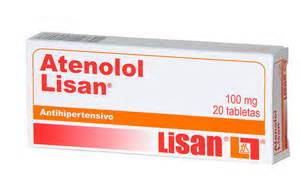 Atenolol
Lisan®
Antihipertensivo
100 mg
20 tabletas
Lisan®